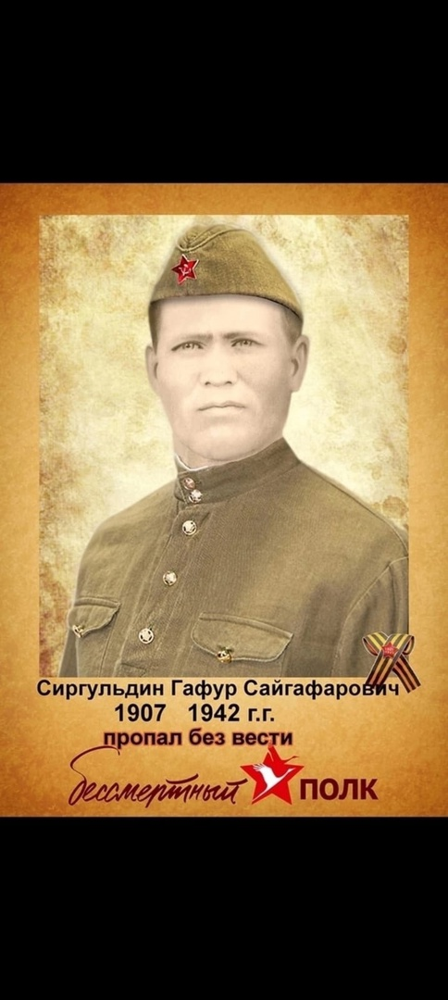 Сиргульдин Гафур Сайгафарович
1907 1942 г.г.
пропал без вести
бессмертный ПОЛК